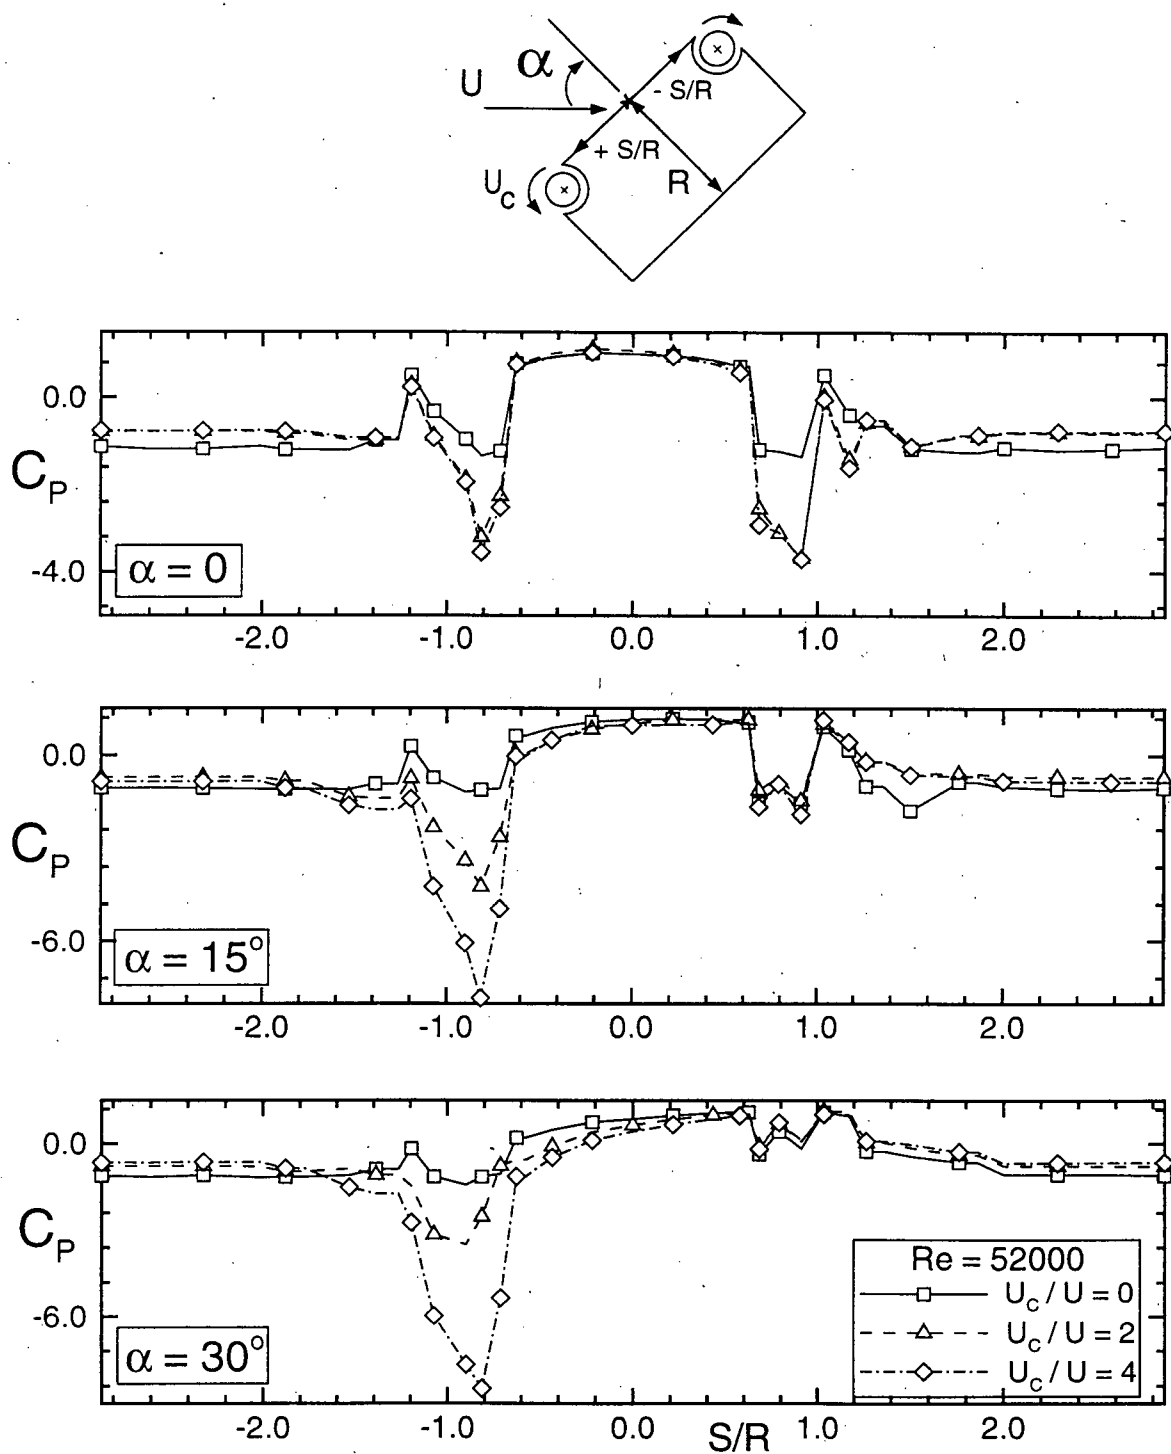 α
U
- S/R
+ S/R
R
U_c
0.0
C_P
-4.0
α = 0
-2.0 -1.0 0.0 1.0 2.0
0.0
C_P
-6.0
α = 15°
-2.0 -1.0 0.0 1.0 2.0
0.0
C_P
-6.0
α = 30°
Re = 52000
U_c / U = 0
U_c / U = 2
U_c / U = 4
-2.0 -1.0 0.0 S/R 1.0 2.0